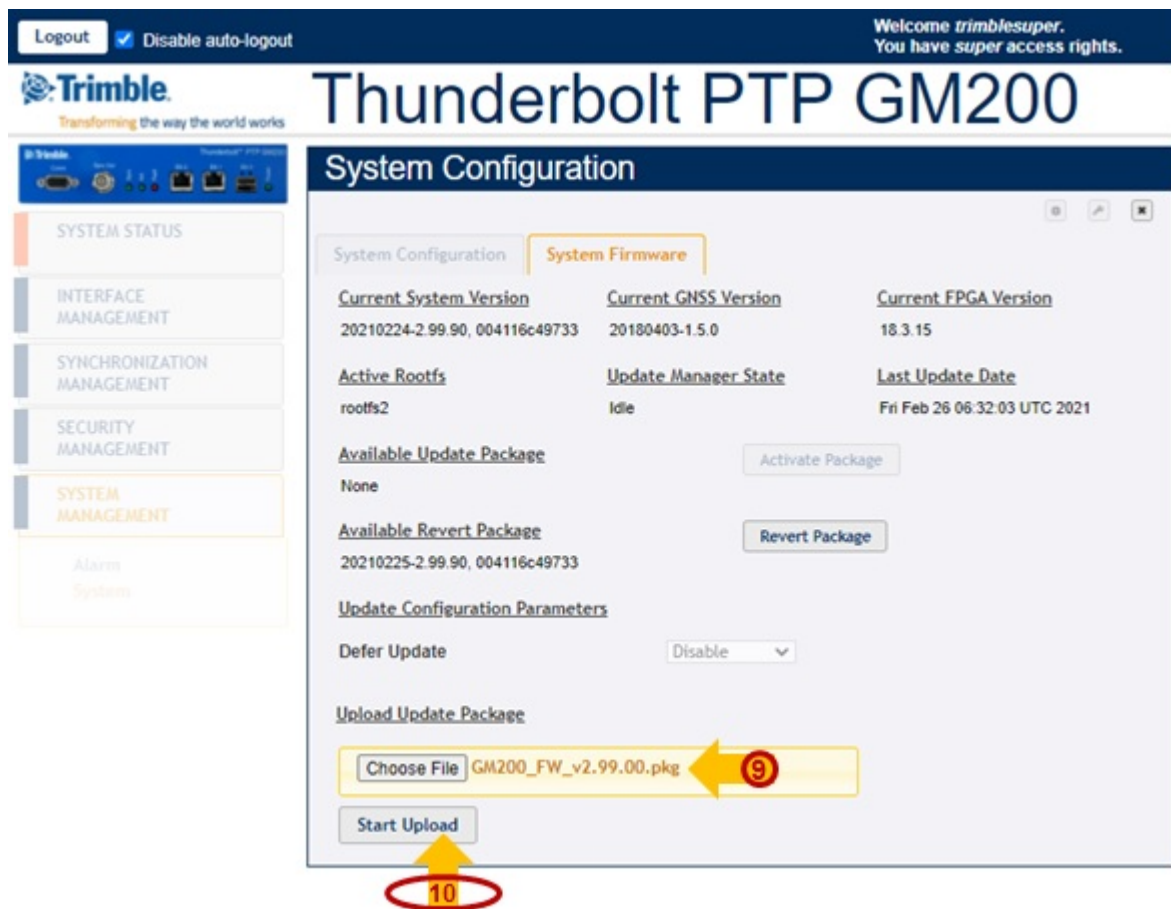 Logout Disable auto-logout
Welcome trimblesuper.
You have super access rights.
Trimble.
Transforming the way the world works
Thunderbolt PTP GM200
System Configuration
SYSTEM STATUS
INTERFACE
MANAGEMENT
SYNCHRONIZATION
MANAGEMENT
SECURITY
MANAGEMENT
SYSTEM
MANAGEMENT
Alarm
System
System Configuration System Firmware
Current System Version Current GNSS Version Current FPGA Version
20210224-2.99.90, 004116c49733 20180403-1.5.0 18.3.15
Active Rootfs Update Manager State Last Update Date
rootfs2 Idle Fri Feb 26 06:32:03 UTC 2021
Available Update Package Activate Package
None
Available Revert Package Revert Package
20210225-2.99.90, 004116c49733
Update Configuration Parameters
Defer Update Disable
Upload Update Package
Choose File GM200_FW_v2.99.00.pkg 9
Start Upload
10